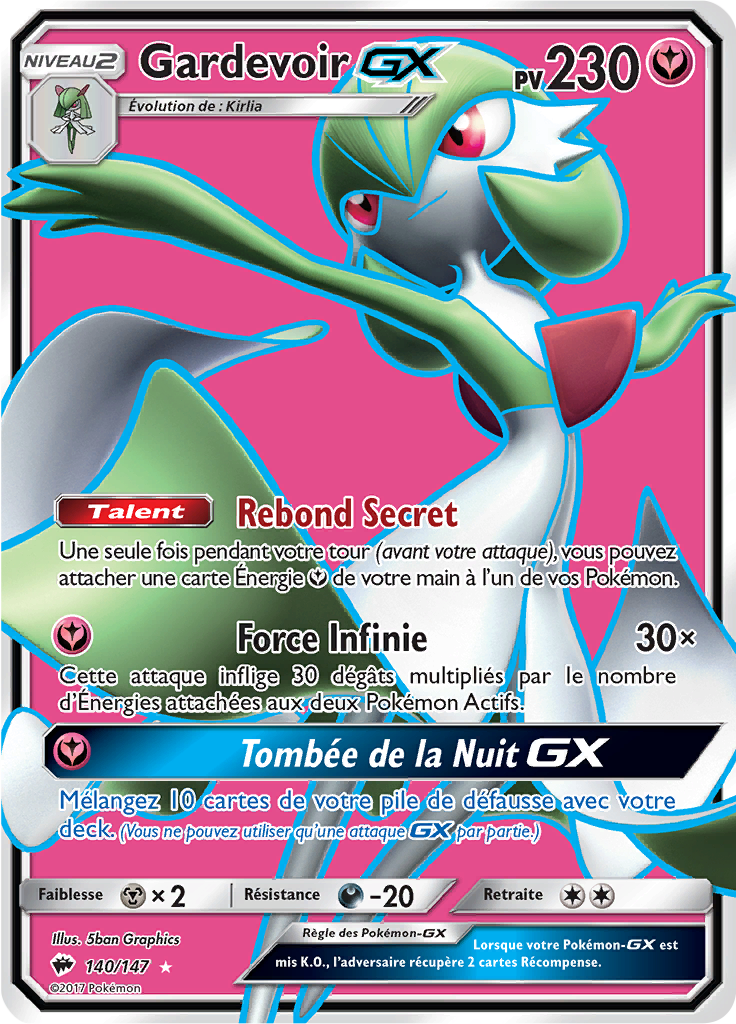 NIVEAU2 Gardevoir GX PV230
Évolution de : Kirlia
Talent Rebond Secret
Une seule fois pendant votre tour (avant votre attaque), vous pouvez
attacher une carte Énergie de votre main à l'un de vos Pokémon.
Force Infinie 30×
Cette attaque inflige 30 dégâts multipliés par le nombre
d'Énergies attachées aux deux Pokémon Actifs.
Tombée de la Nuit GX
Mélangez 10 cartes de votre pile de défausse avec votre
deck. (Vous ne pouvez utiliser qu'une attaque GX par partie.)
Faiblesse ×2 Résistance -20 Retraite
Illus. 5ban Graphics
140/147
©2017 Pokémon
Règle des Pokémon-GX
Lorsque votre Pokémon-GX est
mis K.O., l'adversaire récupère 2 cartes Récompense.